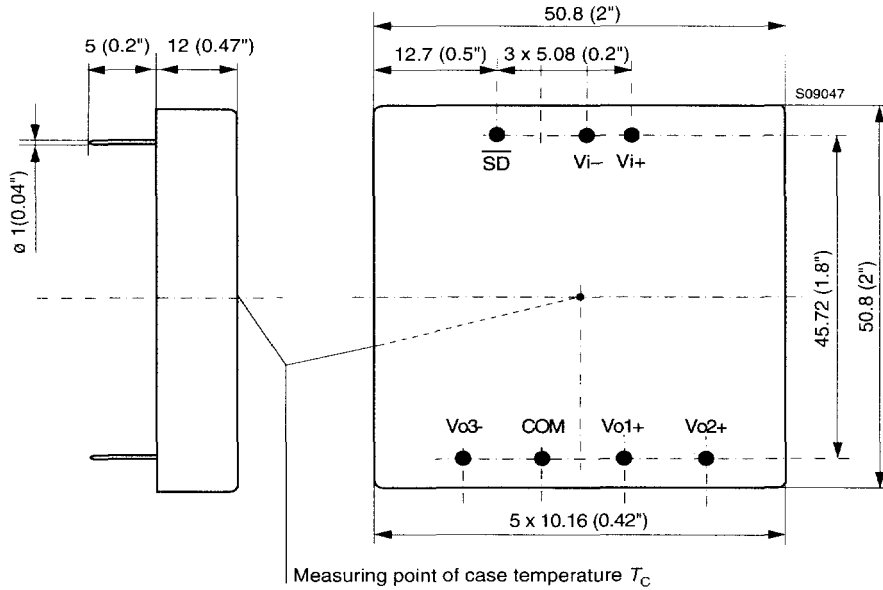 50.8 (2")
5 (0.2") 12 (0.47") 12.7 (0.5") 3 x 5.08 (0.2")
S09047
SD Vi– Vi+
ø 1(0.04")
45.72 (1.8")
50.8 (2")
Vo3- COM Vo1+ Vo2+
5 x 10.16 (0.42")
Measuring point of case temperature TC